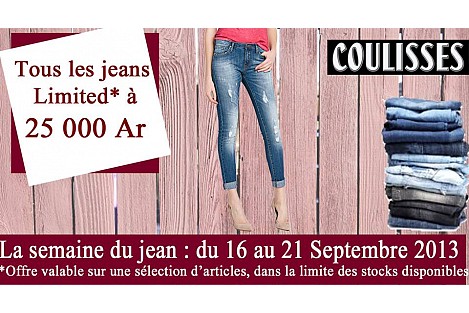 Tous les jeans
Limited* à
25 000 Ar
COULISSES
La semaine du jean : du 16 au 21 Septembre 2013
*Offre valable sur une sélection d'articles, dans la limite des stocks disponibles